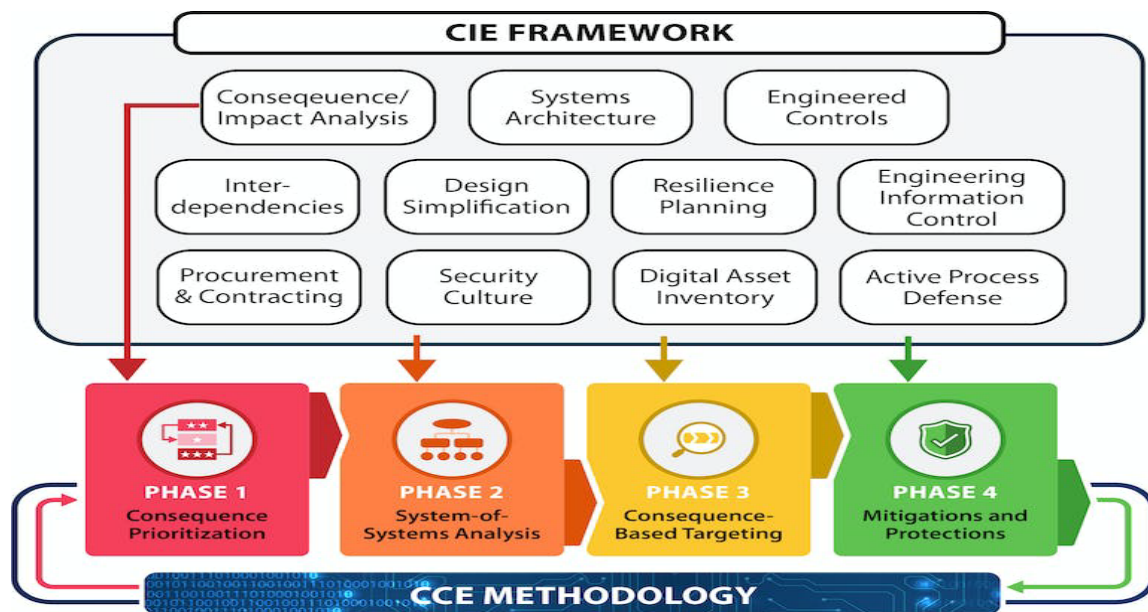 CIE FRAMEWORK
Conseqeuence/
Impact Analysis
Systems
Architecture
Engineered
Controls
Inter-
dependencies
Design
Simplification
Resilience
Planning
Engineering
Information
Control
Procurement
& Contracting
Security
Culture
Digital Asset
Inventory
Active Process
Defense
PHASE 1
Consequence
Prioritization
PHASE 2
System-of-
Systems Analysis
PHASE 3
Consequence-
Based Targeting
PHASE 4
Mitigations and
Protections
CCE METHODOLOGY